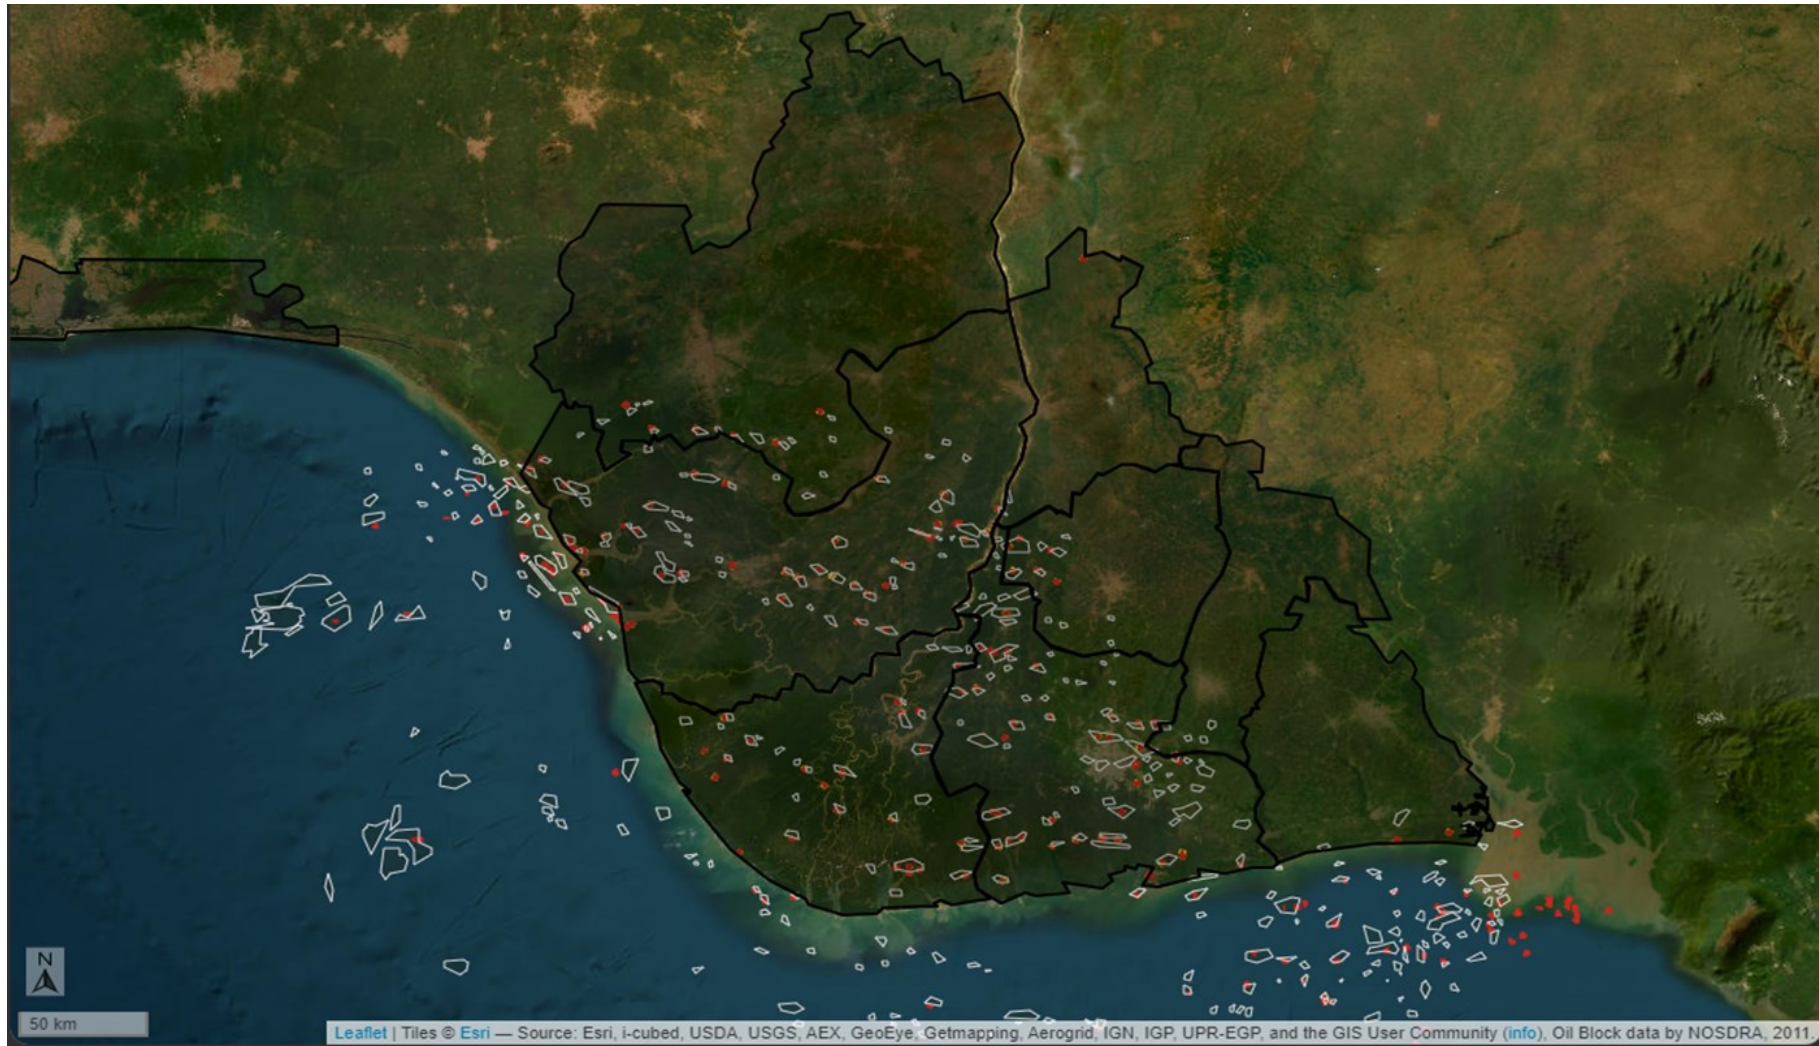 N
50 km
Leaflet | Tiles © Esri — Source: Esri, i-cubed, USDA, USGS, AEX, GeoEye, Getmapping, Aerogrid, IGN, IGP, UPR-EGP, and the GIS User Community (info), Oil Block data by NOSDRA, 2011